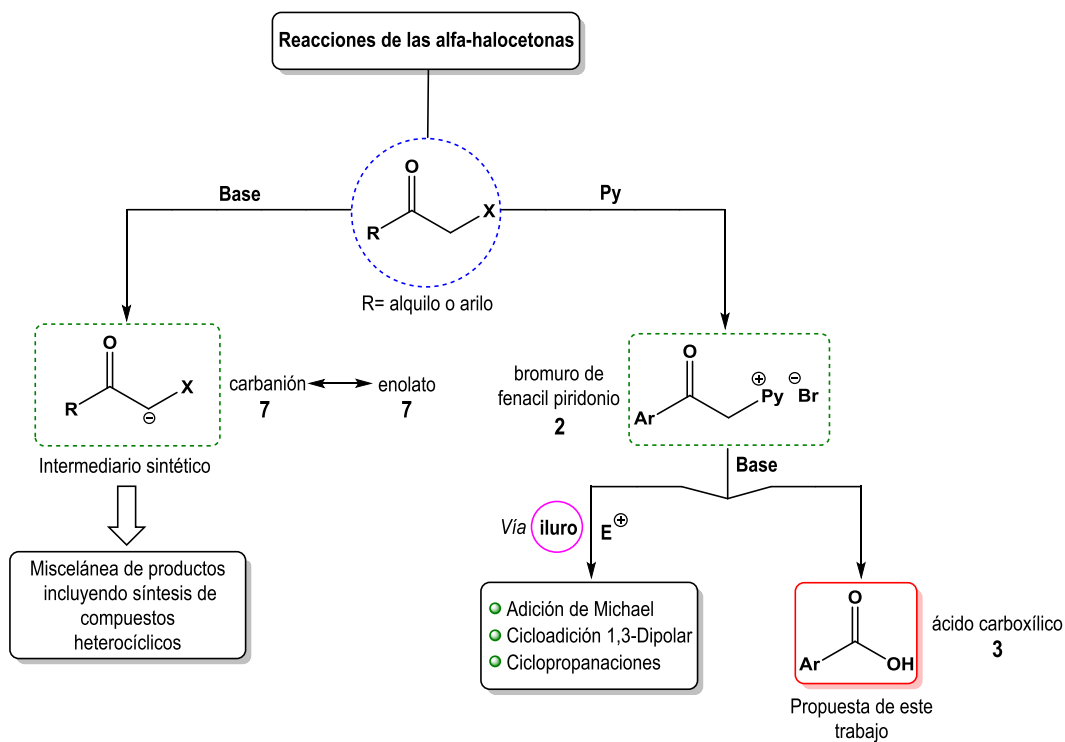 Reacciones de las alfa-halocetonas
Base
Py
O
R
X
R= alquilo o arilo
O
R
X
⊖
carbanión
7
enolato
7
Intermediario sintético
Miscelánea de productos
incluyendo síntesis de
compuestos
heterocíclicos
bromuro de
fenacil piridonio
2
O
Ar
⊕
Py
⊖
Br
Base
Vía iluro
E⊕
Adición de Michael
Cicloadición 1,3-Dipolar
Ciclopropanaciones
O
Ar
OH
ácido carboxílico
3
Propuesta de este
trabajo